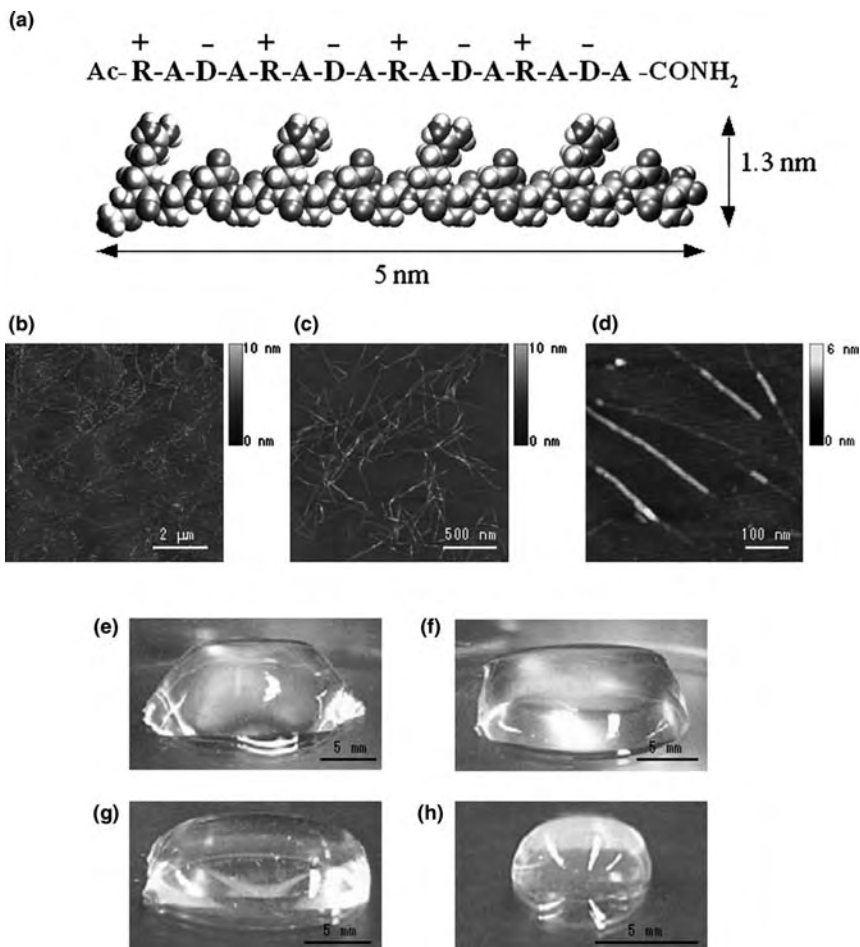 (a)
+ – + – + – + –
Ac-R-A-D-A-R-A-D-A-R-A-D-A-R-A-D-A -CONH₂
1.3 nm
5 nm
(b)
10 nm
0 nm
2 μm
(c)
10 nm
0 nm
500 nm
(d)
6 nm
0 nm
100 nm
(e)
5 mm
(f)
5 mm
(g)
5 mm
(h)
5 mm